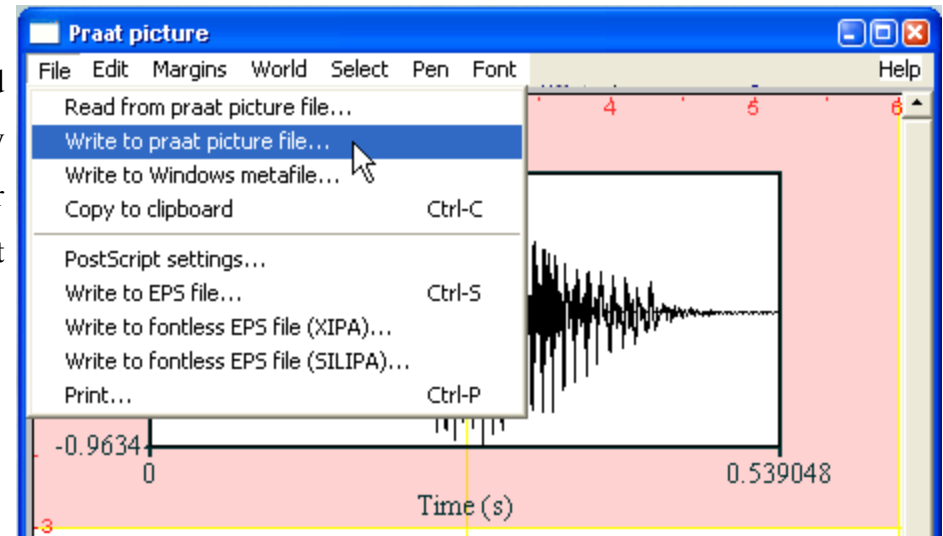 Praat picture
File Edit Margins World Select Pen Font Help
Read from praat picture file...
Write to praat picture file...
Write to Windows metafile...
Copy to clipboard Ctrl-C
PostScript settings...
Write to EPS file... Ctrl-S
Write to fontless EPS file (XIPA)...
Write to fontless EPS file (SILIPA)...
Print... Ctrl-P
4 5 6
-0.9634
0 0.539048
Time (s)
3